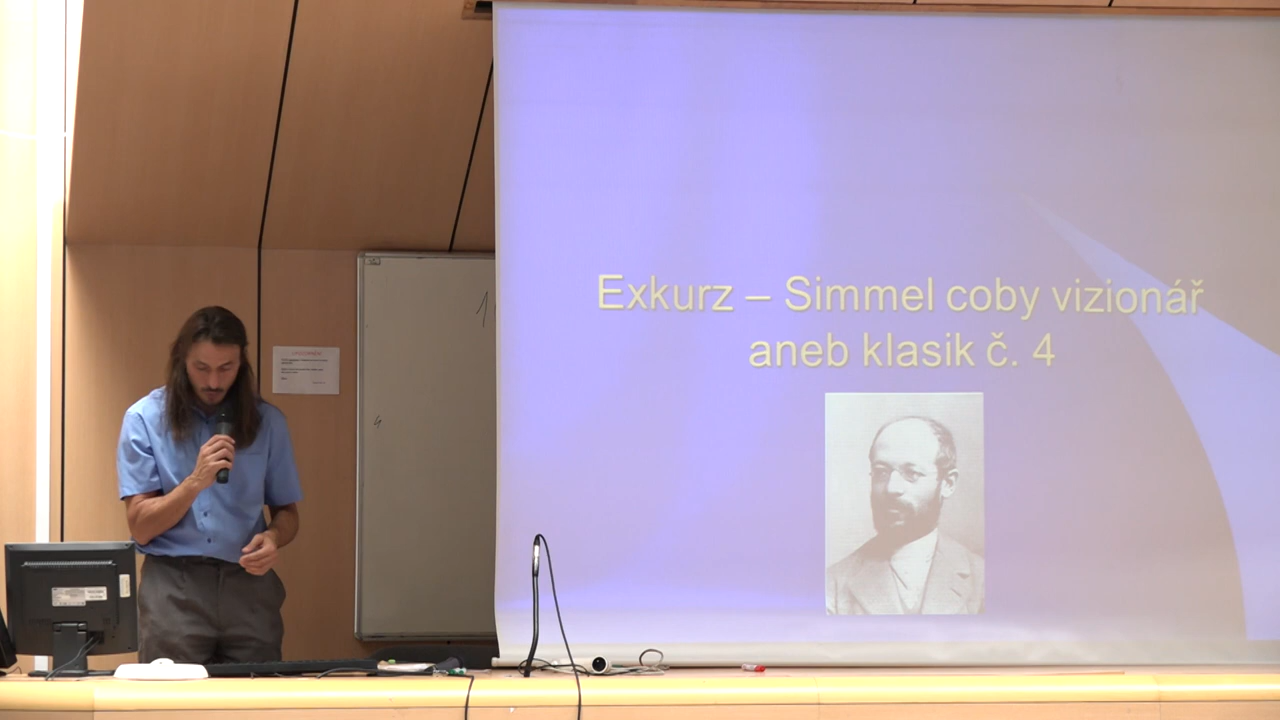 Exkurz – Simmel coby vizionář
aneb klasik č. 4